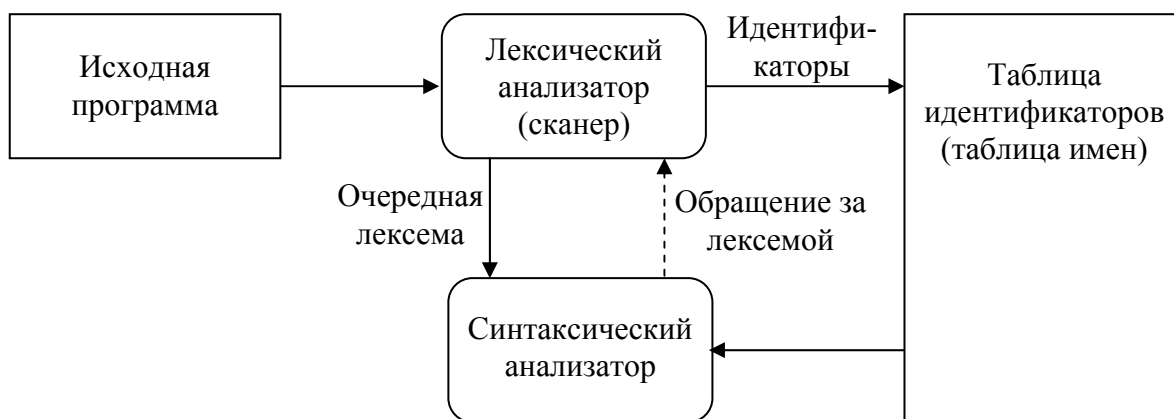 Исходная
программа
Лексический
анализатор
(сканер)
Идентифи-
каторы
Таблица
идентификаторов
(таблица имен)
Очередная
лексема
Обращение за
лексемой
Синтаксический
анализатор